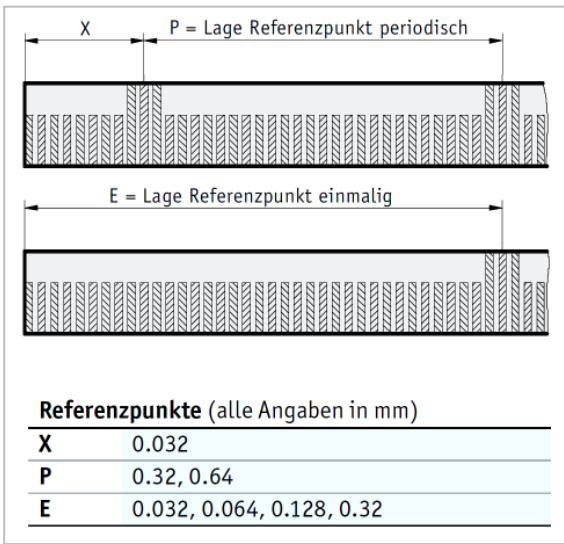 X P = Lage Referenzpunkt periodisch
E = Lage Referenzpunkt einmalig
Referenzpunkte (alle Angaben in mm)
X 0.032
P 0.32, 0.64
E 0.032, 0.064, 0.128, 0.32